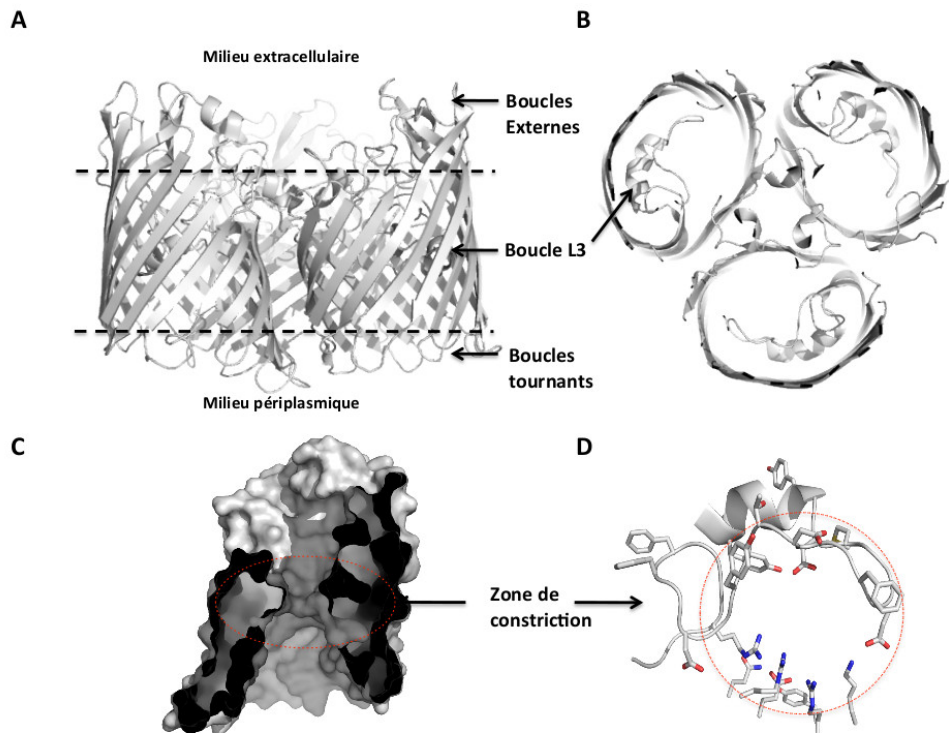 A
B
Milieu extracellulaire
Boucles
Externes
Boucle L3
Boucles
tournants
Milieu périplasmique
C
D
Zone de
constriction